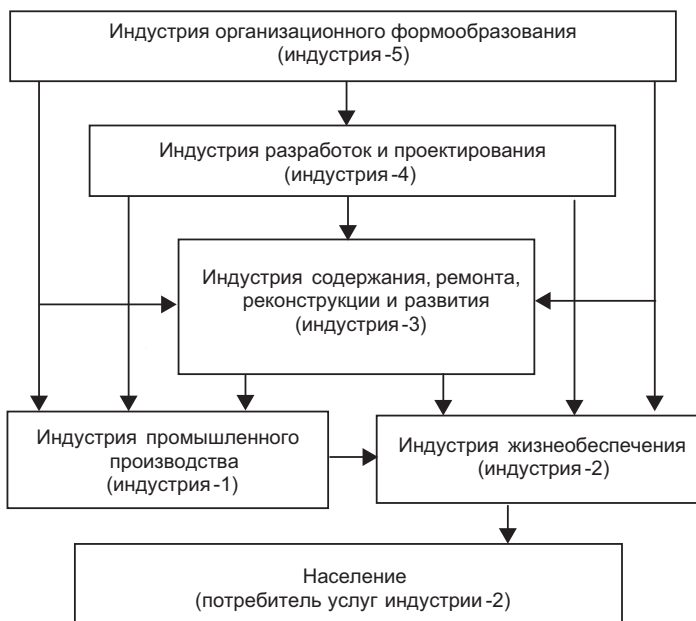 Индустрия организационного формообразования
(индустрия-5)
Индустрия разработок и проектирования
(индустрия-4)
Индустрия содержания, ремонта,
реконструкции и развития
(индустрия-3)
Индустрия промышленного
производства
(индустрия-1)
Индустрия жизнеобеспечения
(индустрия-2)
Население
(потребитель услуг индустрии-2)